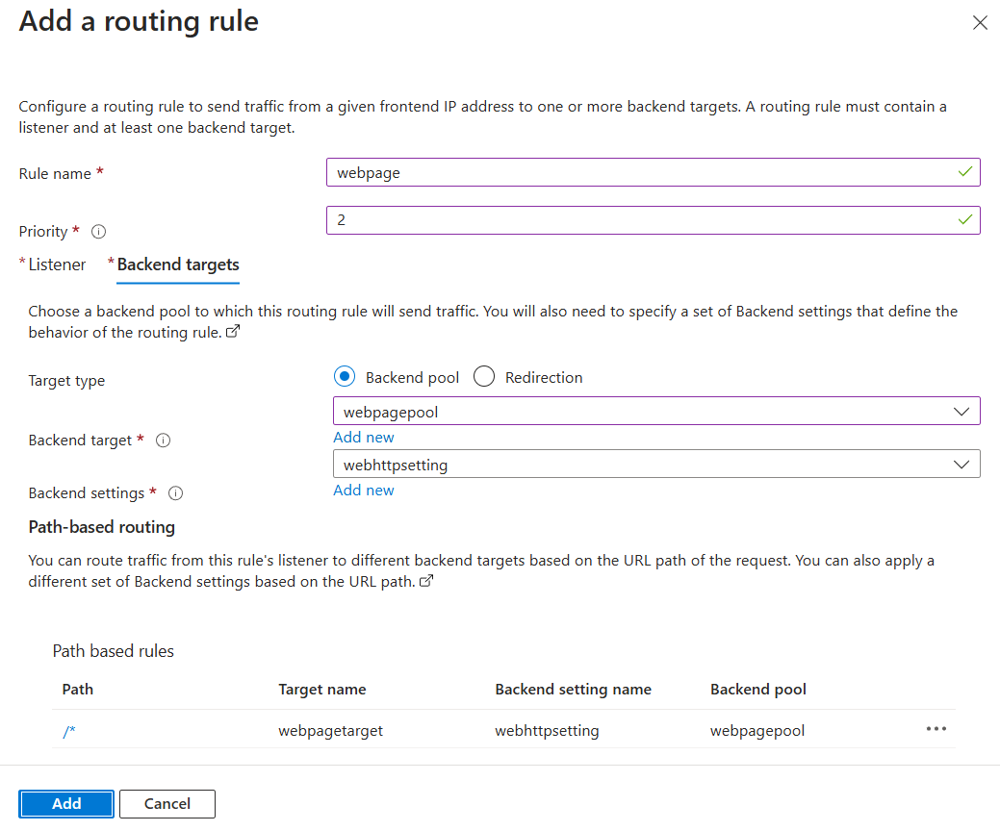 Add a routing rule
Configure a routing rule to send traffic from a given frontend IP address to one or more backend targets. A routing rule must contain a
listener and at least one backend target.
Rule name *
webpage
Priority *
2
* Listener
* Backend targets
Choose a backend pool to which this routing rule will send traffic. You will also need to specify a set of Backend settings that define the
behavior of the routing rule.
Target type
Backend pool
Redirection
webpagepool
Backend target *
Add new
webhttpsetting
Backend settings *
Add new
Path-based routing
You can route traffic from this rule's listener to different backend targets based on the URL path of the request. You can also apply a
different set of Backend settings based on the URL path.
Path based rules
Path Target name Backend setting name Backend pool
/* webpagetarget webhttpsetting webpagepool
Add
Cancel